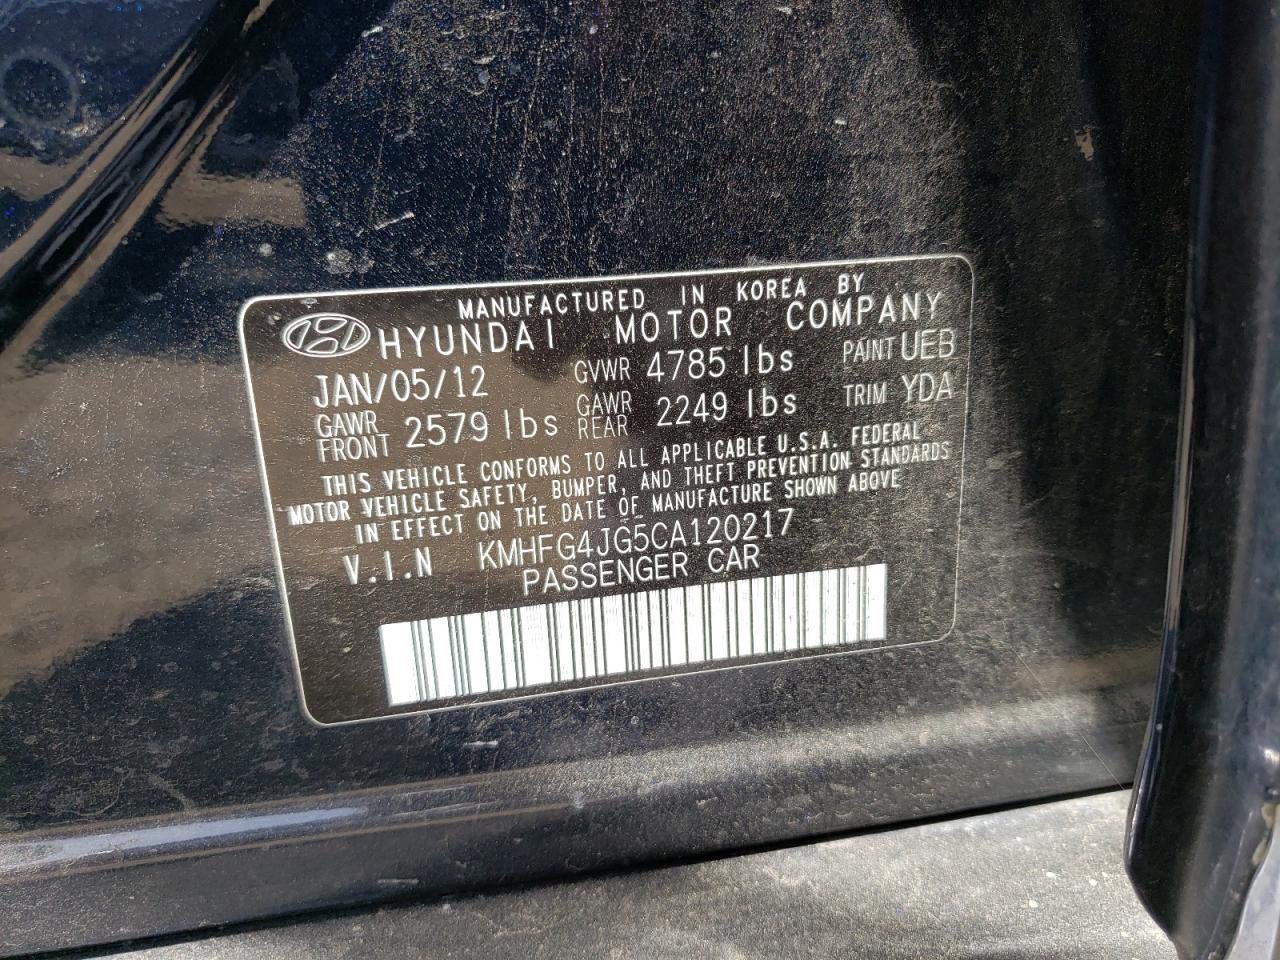 MANUFACTURED IN KOREA BY
HYUNDAI MOTOR COMPANY
JAN/05/12 GVWR 4785 lbs PAINT UEB
GAWR FRONT 2579 lbs GAWR REAR 2249 lbs TRIM YDA
THIS VEHICLE CONFORMS TO ALL APPLICABLE U.S.A. FEDERAL
MOTOR VEHICLE SAFETY, BUMPER, AND THEFT PREVENTION STANDARDS
IN EFFECT ON THE DATE OF MANUFACTURE SHOWN ABOVE
V.I.N KMHFG4JG5CA120217
PASSENGER CAR